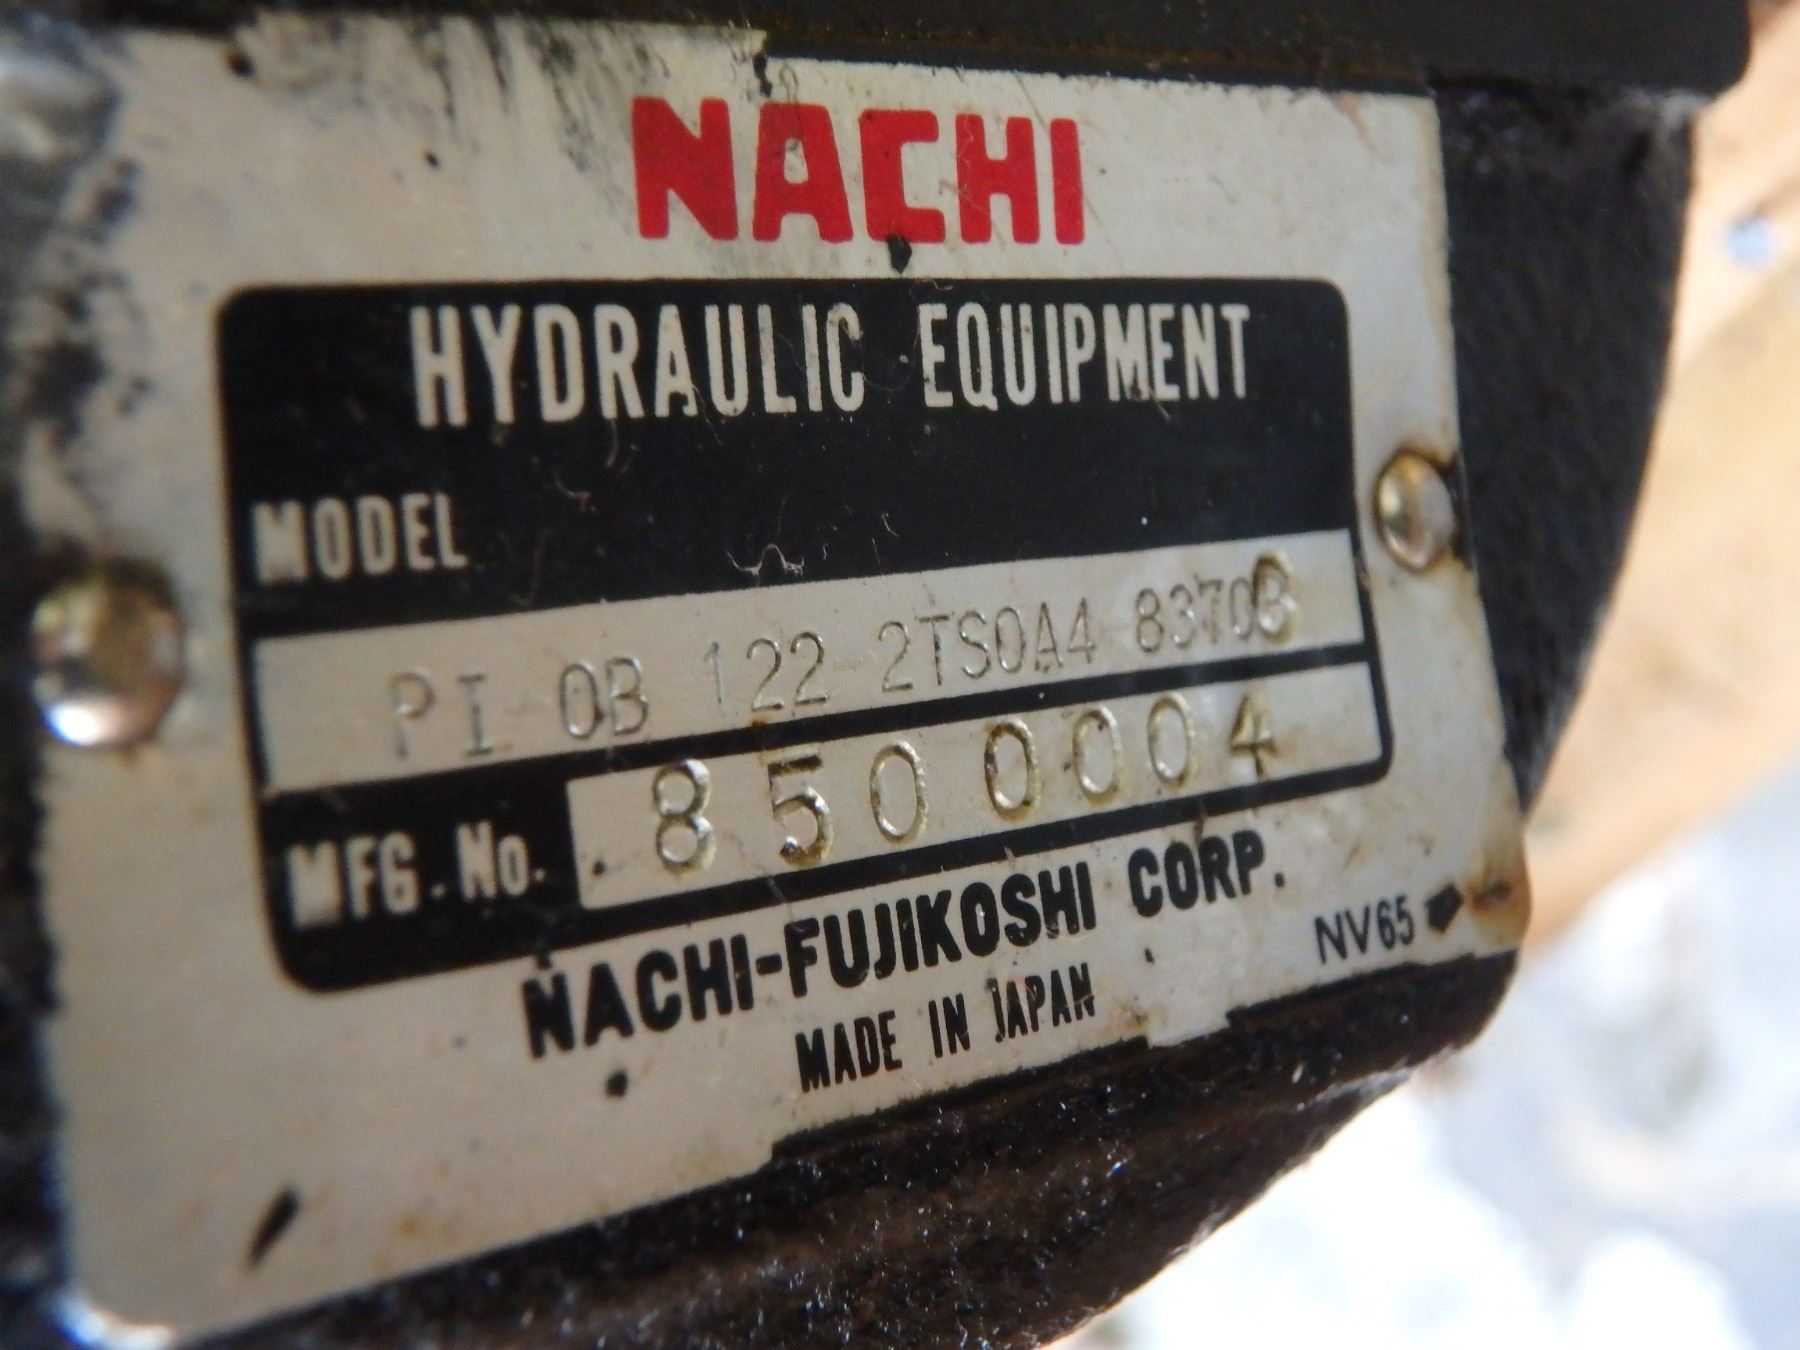 NACHI
HYDRAULIC EQUIPMENT
MODEL
PI 0B 122-2TS0A4-8370B
MFG.No. 8500004
NACHI-FUJIKOSHI CORP.
MADE IN JAPAN
NV65